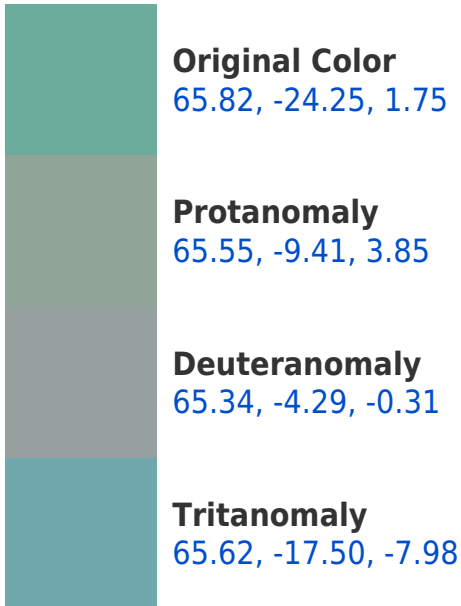 Original Color
65.82, -24.25, 1.75
Protanomaly
65.55, -9.41, 3.85
Deuteranomaly
65.34, -4.29, -0.31
Tritanomaly
65.62, -17.50, -7.98